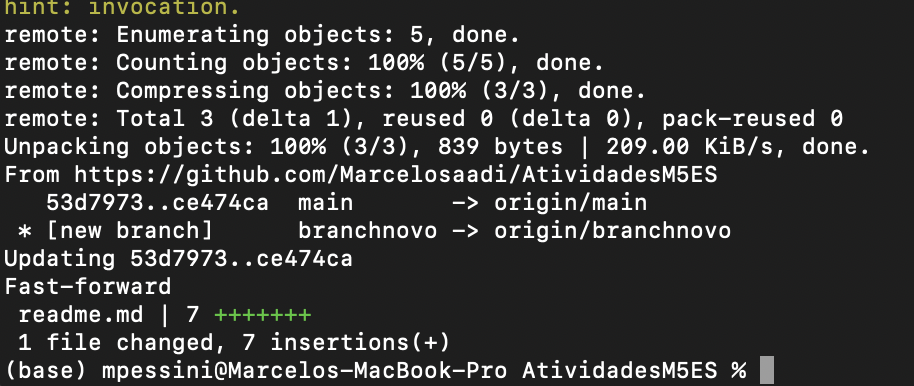 hint: invocation.
remote: Enumerating objects: 5, done.
remote: Counting objects: 100% (5/5), done.
remote: Compressing objects: 100% (3/3), done.
remote: Total 3 (delta 1), reused 0 (delta 0), pack-reused 0
Unpacking objects: 100% (3/3), 839 bytes | 209.00 KiB/s, done.
From https://github.com/Marcelosaadi/AtividadesM5ES
   53d7973..ce474ca  main       -> origin/main
 * [new branch]      branchnovo -> origin/branchnovo
Updating 53d7973..ce474ca
Fast-forward
 readme.md | 7 +++++++
 1 file changed, 7 insertions(+)
(base) mpessini@Marcelos-MacBook-Pro AtividadesM5ES %